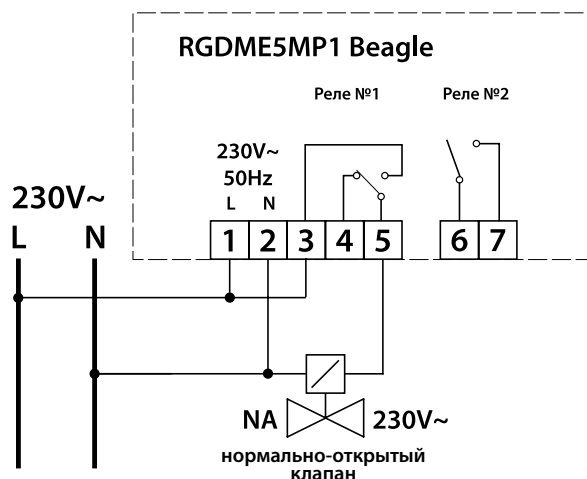 RGDME5MP1 Beagle
Реле №1 Реле №2
230V~
50Hz
L N
230V~
L N
1 2 3 4 5 6 7
NA 230V~
нормально-открытый
клапан